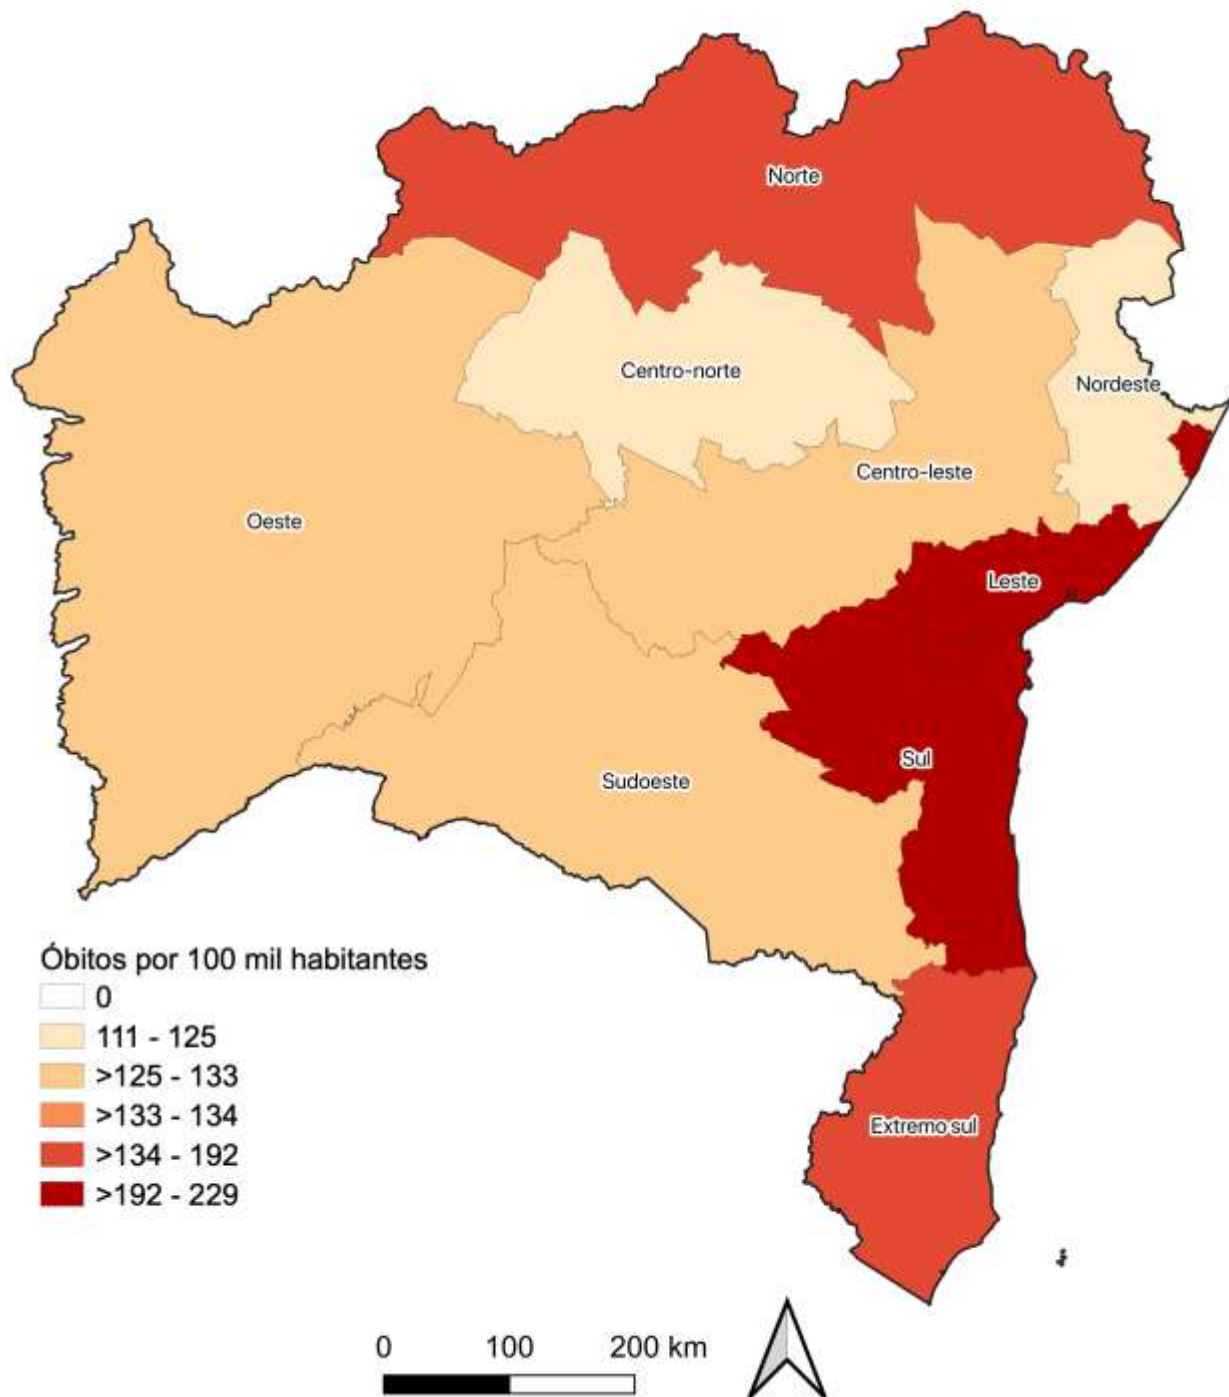 Norte
Centro-norte
Nordeste
Centro-leste
Oeste
Leste
Sul
Sudoeste
Óbitos por 100 mil habitantes
0
111 - 125
>125 - 133
>133 - 134
>134 - 192
>192 - 229
Extremo sul
0 100 200 km